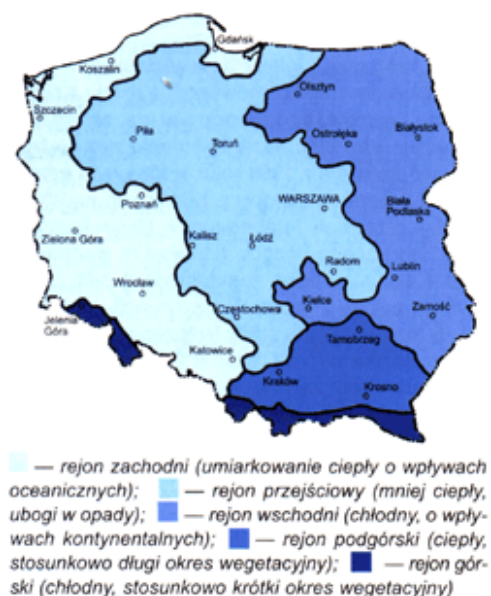 Gdańsk
Koszalin
Olsztyn
Szczecin
Piła
Toruń
Ostrołęka
Białystok
Poznań
WARSZAWA
Biała
Podlaska
Zielona Góra
Kalisz
Łódź
Radom
Lublin
Wrocław
Częstochowa
Kielce
Zamość
Jelenia
Góra
Katowice
Tarnobrzeg
Kraków
Krosno
— rejon zachodni (umiarkowanie ciepły o wpływach
oceanicznych); — rejon przejściowy (mniej ciepły,
ubogi w opady); — rejon wschodni (chłodny, o wpły-
wach kontynentalnych); — rejon podgórski (ciepły,
stosunkowo długi okres wegetacyjny); — rejon gór-
ski (chłodny, stosunkowo krótki okres wegetacyjny)